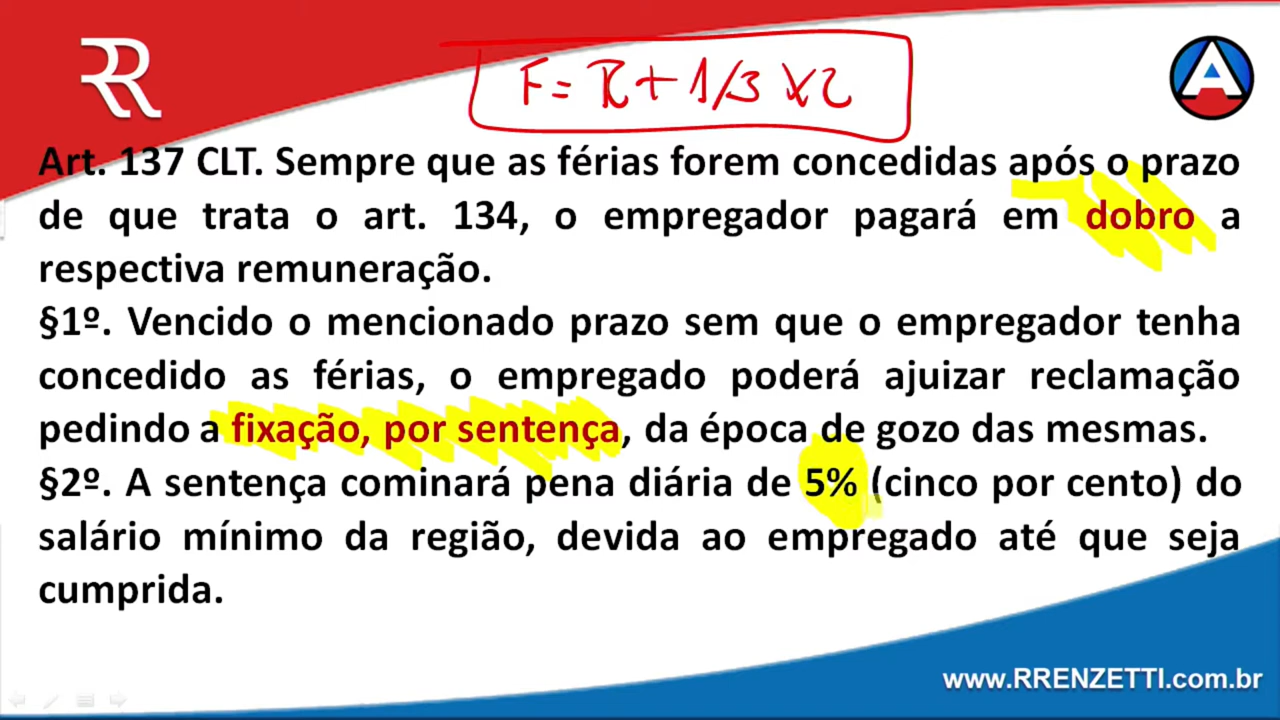 F = R + 1/3 x 2
Art. 137 CLT. Sempre que as férias forem concedidas após o prazo
de que trata o art. 134, o empregador pagará em dobro a
respectiva remuneração.
§1º. Vencido o mencionado prazo sem que o empregador tenha
concedido as férias, o empregado poderá ajuizar reclamação
pedindo a fixação, por sentença, da época de gozo das mesmas.
§2º. A sentença cominará pena diária de 5% (cinco por cento) do
salário mínimo da região, devida ao empregado até que seja
cumprida.
www.RRENZETTI.com.br